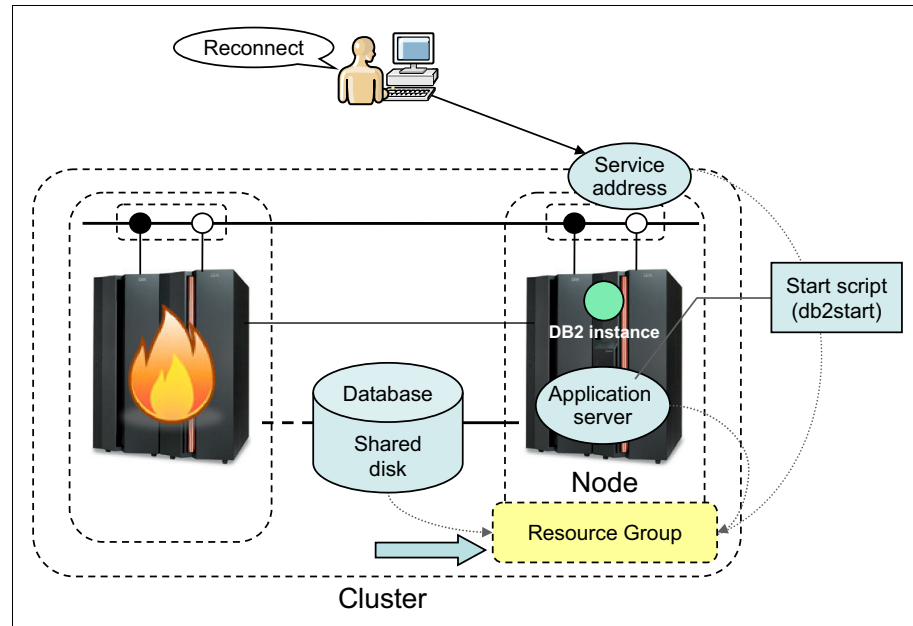 Reconnect
Service
address
Start script
(db2start)
DB2 instance
Database
Application
server
Shared
disk
Node
Resource Group
Cluster